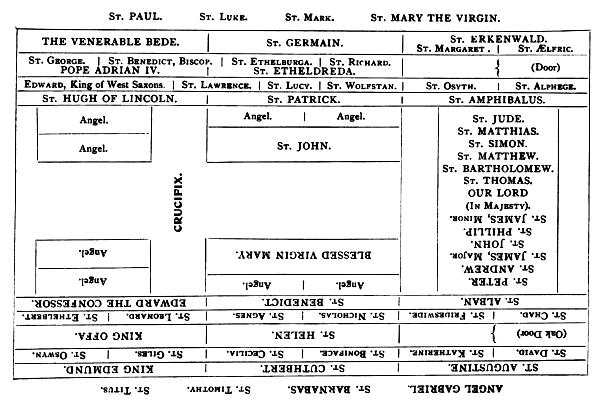 ST. PAUL. ST. LUKE. ST. MARK. ST. MARY THE VIRGIN.
THE VENERABLE BEDE. | ST. GERMAIN. | ST. ERKENWALD.
ST. MARGARET. | ST. ÆLFRIC.
ST. GEORGE. | ST. BENEDICT, BISCOP. | ST. ETHELBURGA. | ST. RICHARD.
POPE ADRIAN IV. ST. ETHELDREDA. { (Door)
EDWARD, KING OF WEST SAXONS. | ST. LAWRENCE. | ST. LUCY. | ST. WOLFSTAN. | ST. OSYTH. | ST. ALPHEGE.
ST. HUGH OF LINCOLN. | ST. PATRICK. | ST. AMPHIBALUS.
Angel. Angel. | Angel. ST. JUDE.
ST. MATTHIAS.
Angel. ST. JOHN. ST. SIMON.
ST. MATTHEW.
ST. BARTHOLOMEW.
ST. THOMAS.
CRUCIFIX. OUR LORD
(IN MAJESTY).
ST. JAMES, MINOR.
ST. PHILLIP.
ST. JOHN.
Angel. BLESSED VIRGIN MARY. ST. JAMES, MAJOR.
ST. ANDREW.
Angel. Angel. | Angel. ST. PETER.
EDWARD THE CONFESSOR. | ST. BENEDICT. | ST. ALBAN.
ST. ETHELBERT. | ST. LEONARD. | ST. AGNES. | ST. NICHOLAS. | ST. FRIDESWIDE. | ST. CHAD.
KING OFFA. | ST. HELEN. { (Oak Door)
ST. OSWYN. | ST. GILES. | ST. CECILIA. | ST. BONIFACE. | ST. KATHERINE. | ST. DAVID.
KING EDMUND. | ST. CUTHBERT. | ST. AUGUSTINE.
ST. TITUS. ST. TIMOTHY. ST. BARNABAS. ANGEL GABRIEL.